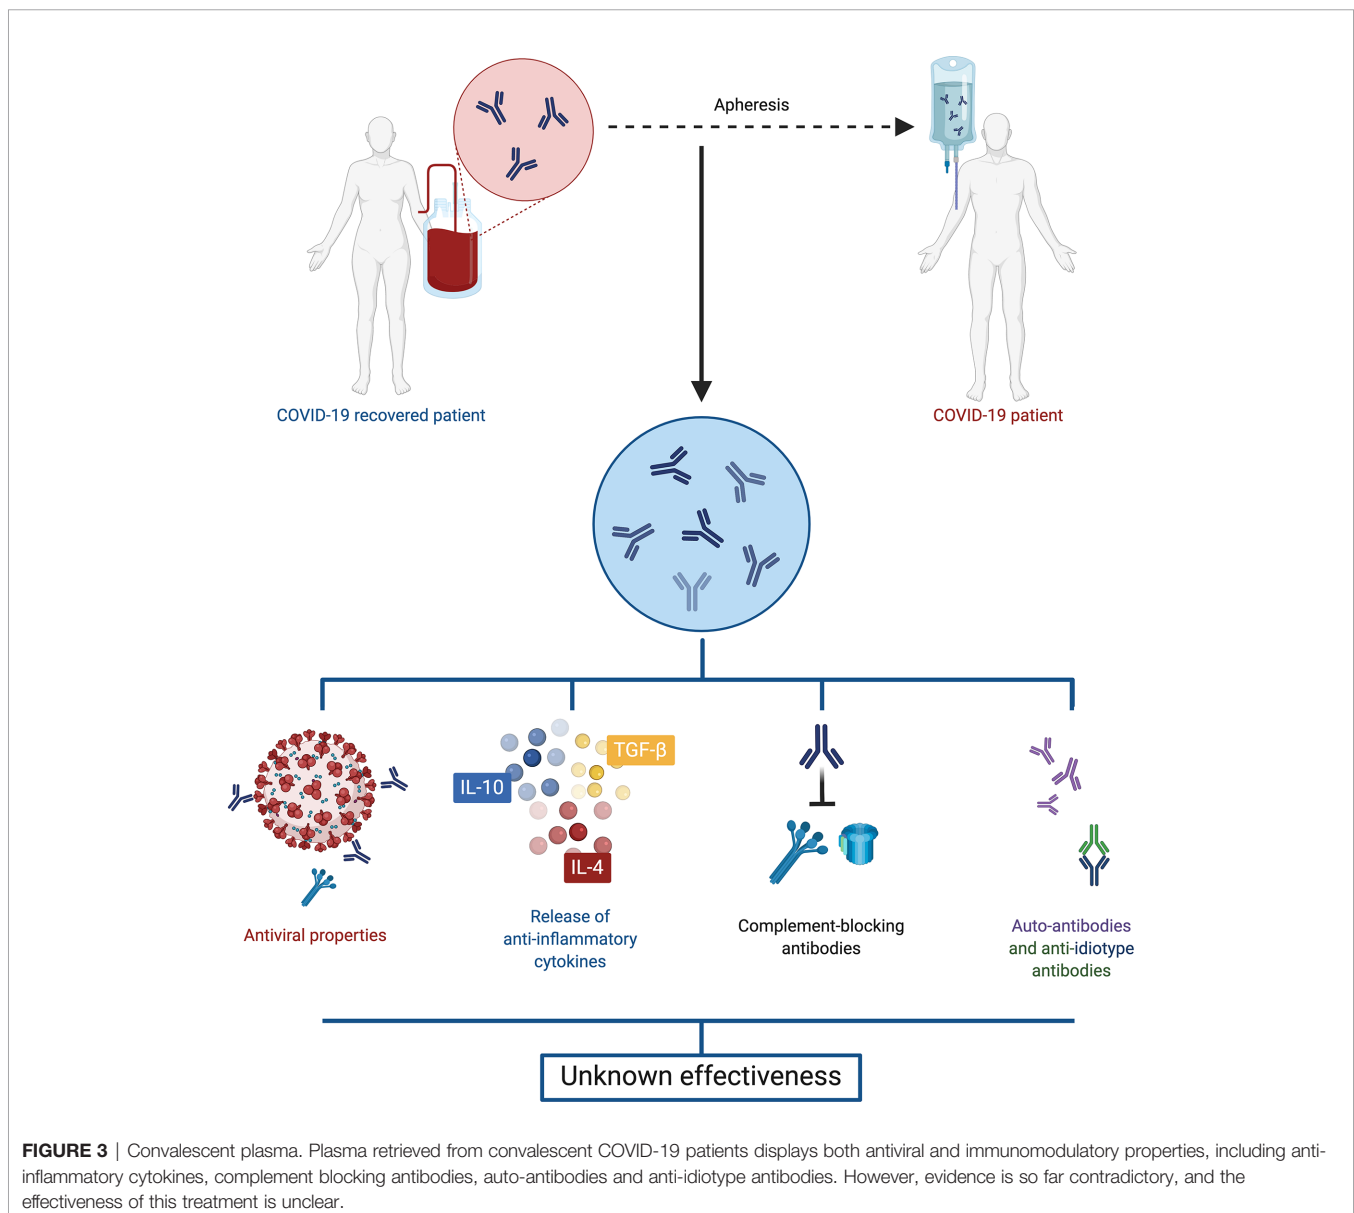 Apheresis
COVID-19 recovered patient
COVID-19 patient
TGF-β
IL-10
IL-4
Antiviral properties
Release of
anti-inflammatory
cytokines
Complement-blocking
antibodies
Auto-antibodies
and anti-idiotype
antibodies
Unknown effectiveness
FIGURE 3 | Convalescent plasma. Plasma retrieved from convalescent COVID-19 patients displays both antiviral and immunomodulatory properties, including anti-
inflammatory cytokines, complement blocking antibodies, auto-antibodies and anti-idiotype antibodies. However, evidence is so far contradictory, and the
effectiveness of this treatment is unclear.